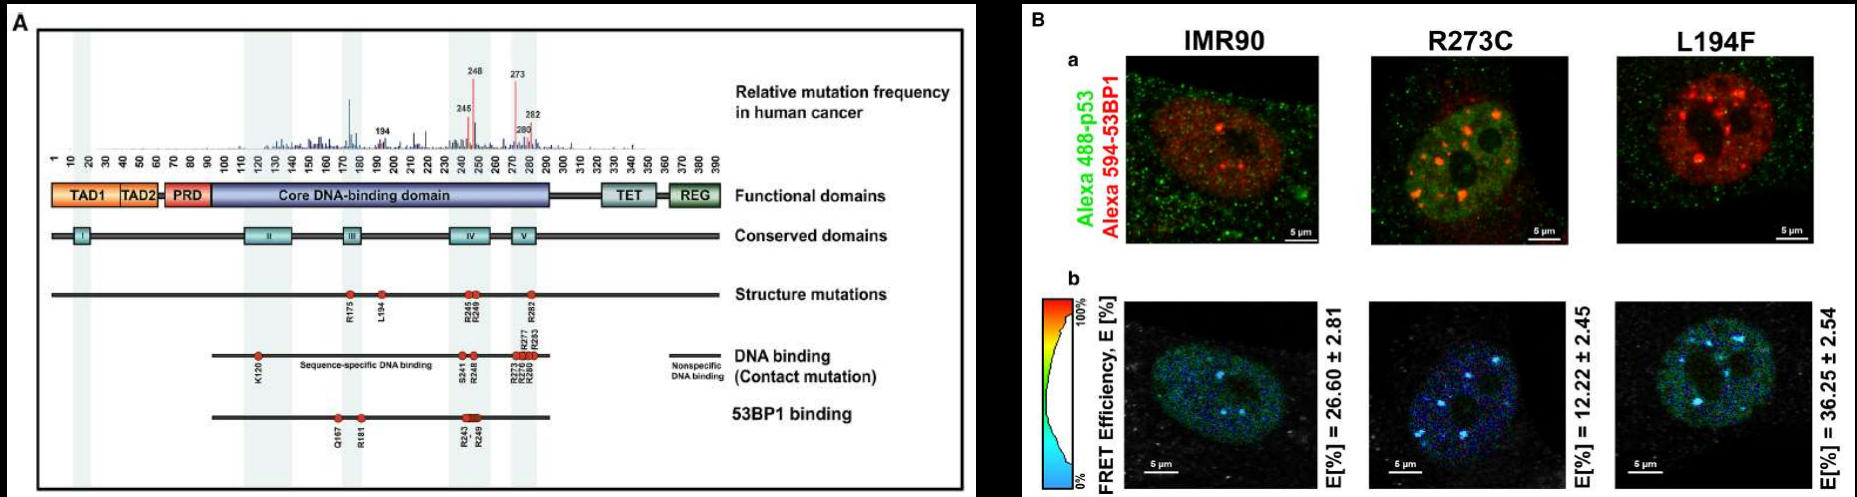 A
248
273
245
282
280
194
Relative mutation frequency
in human cancer
1 10 20 30 40 50 60 70 80 90 100 110 120 130 140 150 160 170 180 190 200 210 220 230 240 250 260 270 280 290 300 310 320 330 340 350 360 370 380 390
TAD1 TAD2 PRD Core DNA-binding domain TET REG Functional domains
I II III IV V Conserved domains
Structure mutations
R175 L194 R245 R249 R282
R277 R283
DNA binding
(Contact mutation)
Sequence-specific DNA binding
Nonspecific
DNA binding
K120 S241 R248 R273 R276 R280
53BP1 binding
Q167 R181 R243 - R249
B
IMR90 R273C L194F
a
Alexa 488-p53
Alexa 594-53BP1
5 µm 5 µm 5 µm
b
100%
0%
FRET Efficiency, E [%]
5 µm 5 µm 5 µm
E[%] = 26.60 ± 2.81
E[%] = 12.22 ± 2.45
E[%] = 36.25 ± 2.54